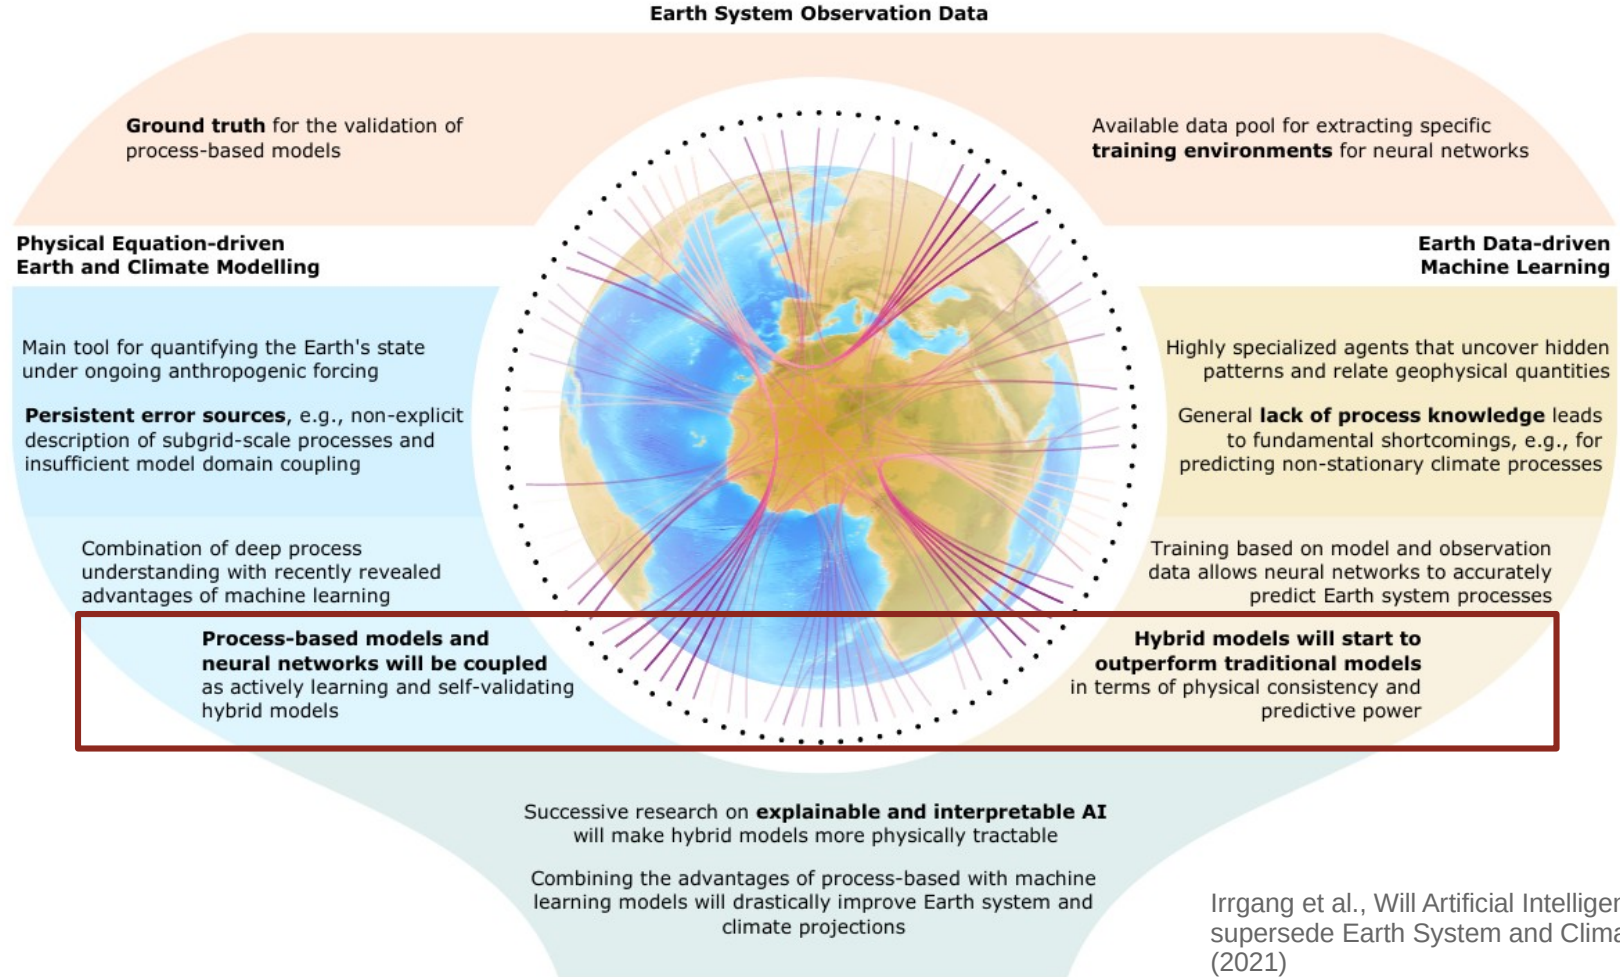 Earth System Observation Data
Ground truth for the validation of
process-based models
Available data pool for extracting specific
training environments for neural networks
Physical Equation-driven
Earth and Climate Modelling
Earth Data-driven
Machine Learning
Main tool for quantifying the Earth's state
under ongoing anthropogenic forcing
Persistent error sources, e.g., non-explicit
description of subgrid-scale processes and
insufficient model domain coupling
Highly specialized agents that uncover hidden
patterns and relate geophysical quantities
General lack of process knowledge leads
to fundamental shortcomings, e.g., for
predicting non-stationary climate processes
Combination of deep process
understanding with recently revealed
advantages of machine learning
Training based on model and observation
data allows neural networks to accurately
predict Earth system processes
Process-based models and
neural networks will be coupled
as actively learning and self-validating
hybrid models
Hybrid models will start to
outperform traditional models
in terms of physical consistency and
predictive power
Successive research on explainable and interpretable AI
will make hybrid models more physically tractable
Combining the advantages of process-based with machine
learning models will drastically improve Earth system and
climate projections
Irrgang et al., Will Artificial
supersede Earth System and
(2021)